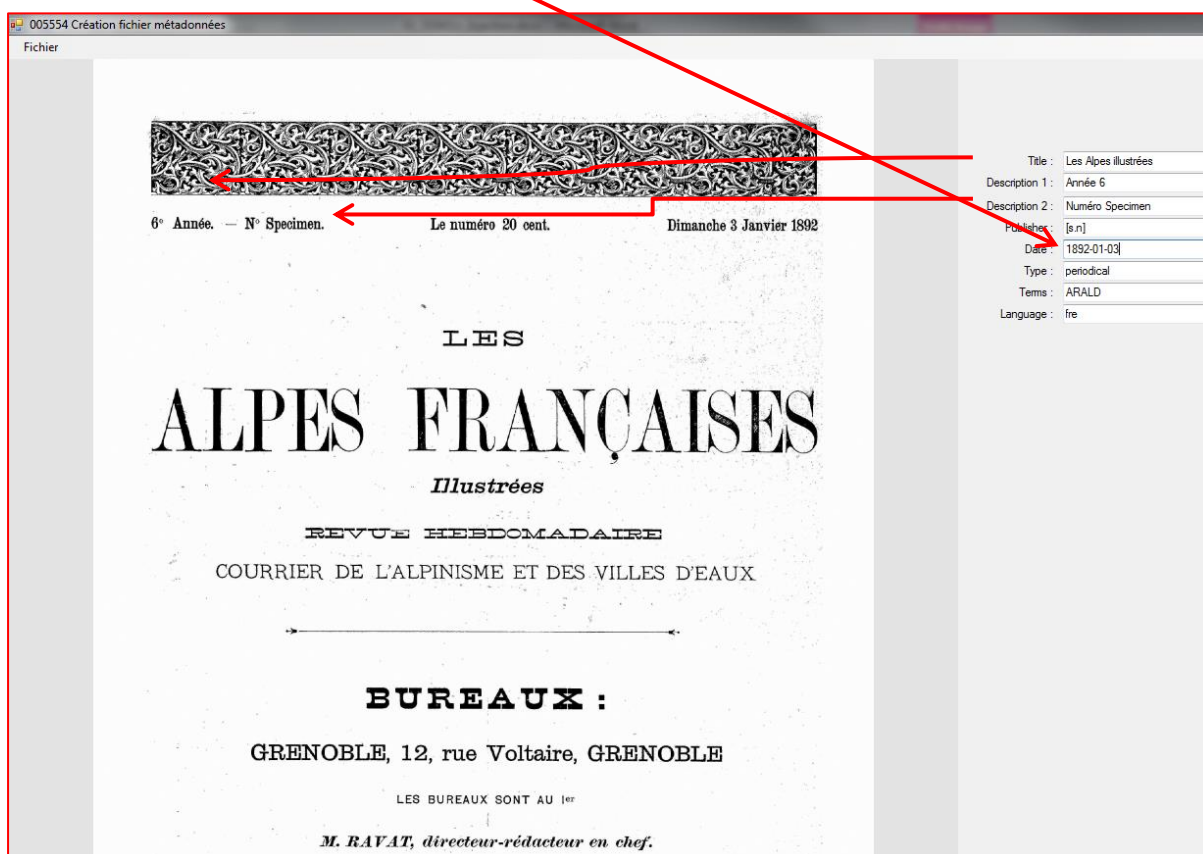 005554 Création fichier métadonnées
Fichier
6e Année. — No Specimen. Le numéro 20 cent. Dimanche 3 Janvier 1892
LES
ALPES FRANÇAISES
Illustrées
REVUE HEBDOMADAIRE
COURRIER DE L'ALPINISME ET DES VILLES D'EAUX
BUREAUX :
GRENOBLE, 12, rue Voltaire, GRENOBLE
LES BUREAUX SONT AU 1er
M. RAVAT, directeur-rédacteur en chef.
Title : Les Alpes illustrées
Description 1 : Année 6
Description 2 : Numéro Specimen
Publisher : [s.n]
Date : 1892-01-03
Type : periodical
Terms : ARALD
Language : fre